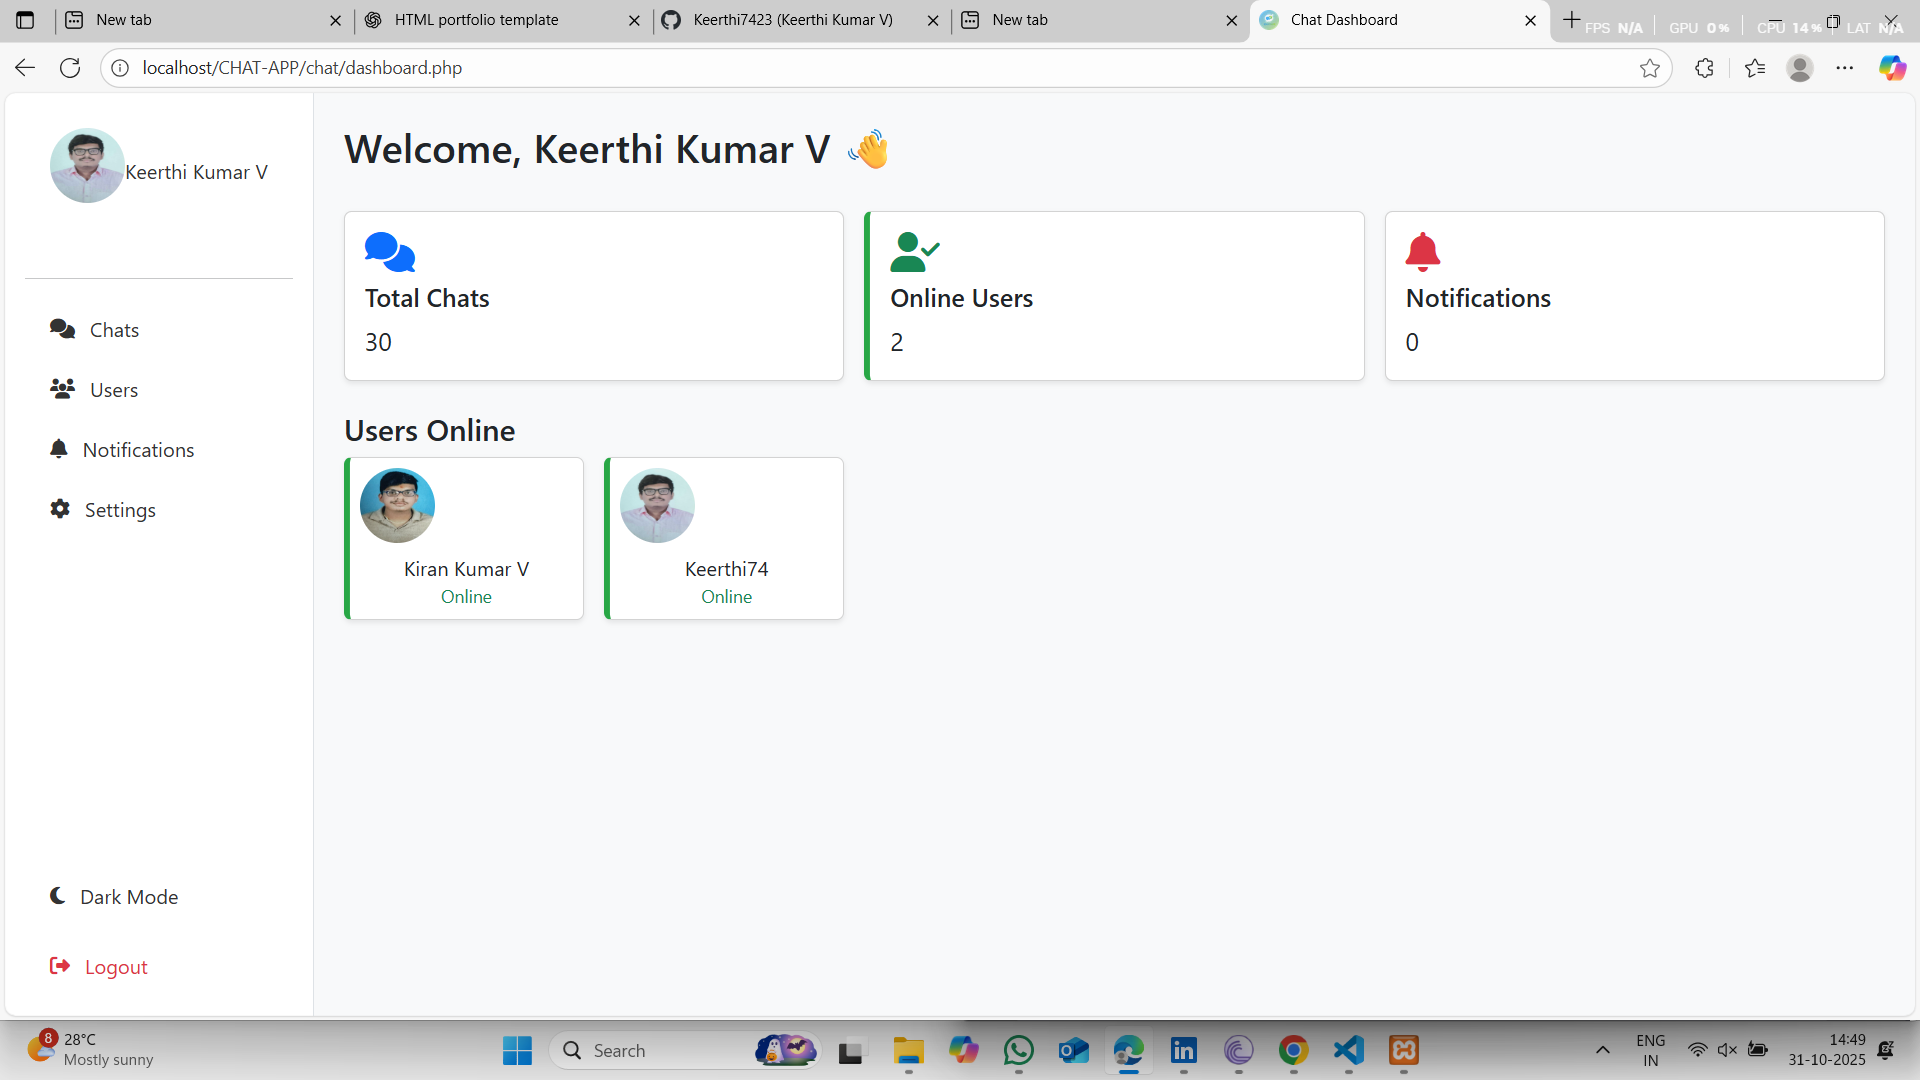 New tab
HTML portfolio template
Keerthi7423 (Keerthi Kumar V)
New tab
Chat Dashboard
FPS N/A GPU 0% CPU 14% LAT N/A
localhost/CHAT-APP/chat/dashboard.php
Keerthi Kumar V
Chats
Users
Notifications
Settings
Dark Mode
Logout
Welcome, Keerthi Kumar V 👋
Total Chats
30
Online Users
2
Notifications
0
Users Online
Kiran Kumar V
Online
Keerthi74
Online
8
28°C
Mostly sunny
Search
ENG
IN
14:49
31-10-2025